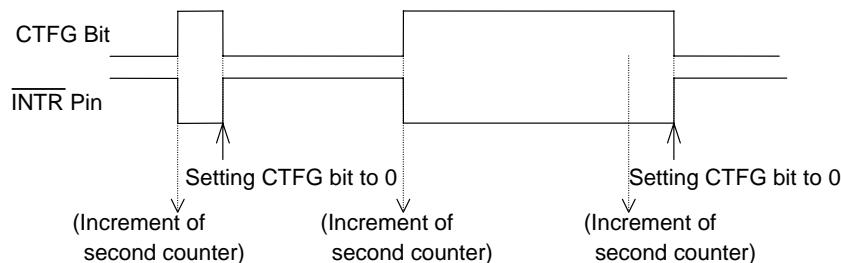 CTFG Bit
INTR Pin
Setting CTFG bit to 0
Setting CTFG bit to 0
(Increment of
second counter)
(Increment of
second counter)
(Increment of
second counter)